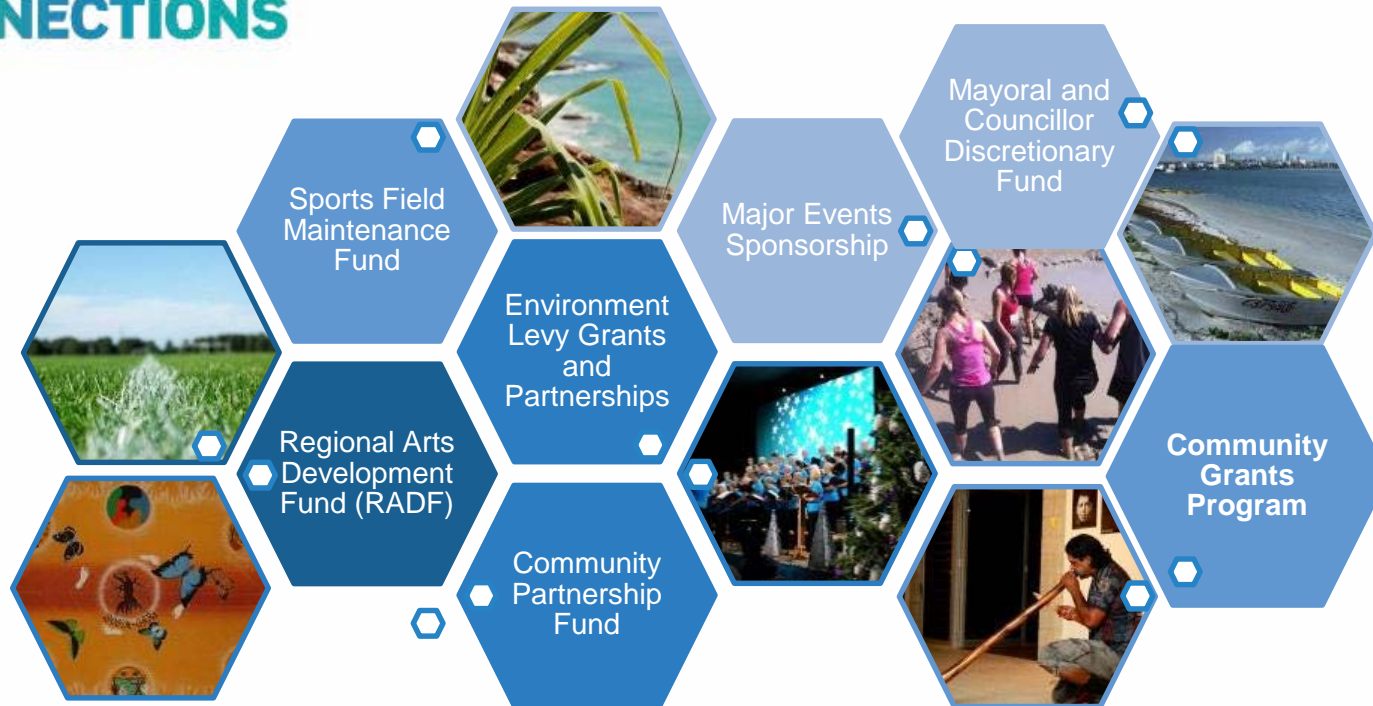 NECTIONS
Sports Field
Maintenance
Fund
Regional Arts
Development
Fund (RADF)
Environment
Levy Grants
and
Partnerships
Community
Partnership
Fund
Major Events
Sponsorship
Mayoral and
Councillor
Discretionary
Fund
Community
Grants
Program